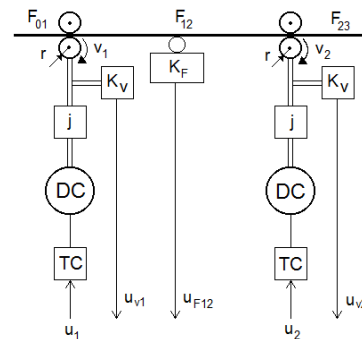 F01 F12 F23
r v1 r v2
KV KF KV
j j
DC DC
TC TC
uv1 uF12
u1 u2